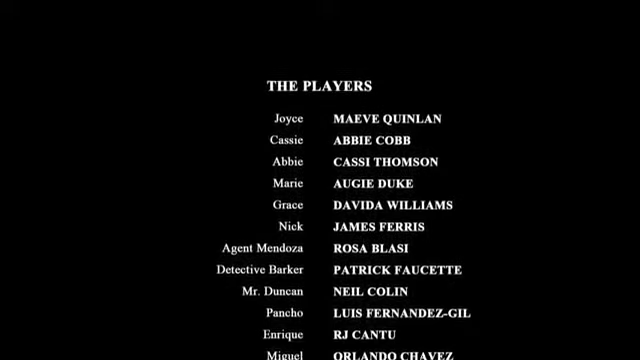 THE PLAYERS
Joyce MAEVE QUINLAN
Cassie ABBIE COBB
Abbie CASSI THOMSON
Marie AUGIE DUKE
Grace DAVIDA WILLIAMS
Nick JAMES FERRIS
Agent Mendoza ROSA BLASI
Detective Barker PATRICK FAUCETTE
Mr. Duncan NEIL COLIN
Pancho LUIS FERNANDEZ-GIL
Enrique RJ CANTU
Miguel ORLANDO CHAVEZ